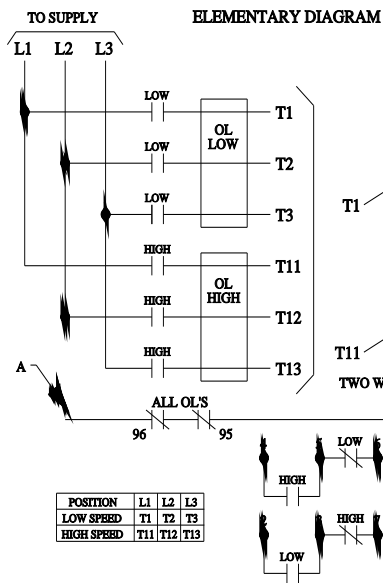 TO SUPPLY
ELEMENTARY DIAGRAM
L1 L2 L3
LOW
OL
LOW
T1
LOW
T2
LOW
T3
T1
HIGH
T11
OL
HIGH
HIGH
T12
HIGH
T13
T11
TWO W
A
ALL OL'S
96 95
LOW
HIGH
HIGH
LOW
POSITION L1 L2 L3
LOW SPEED T1 T2 T3
HIGH SPEED T11 T12 T13